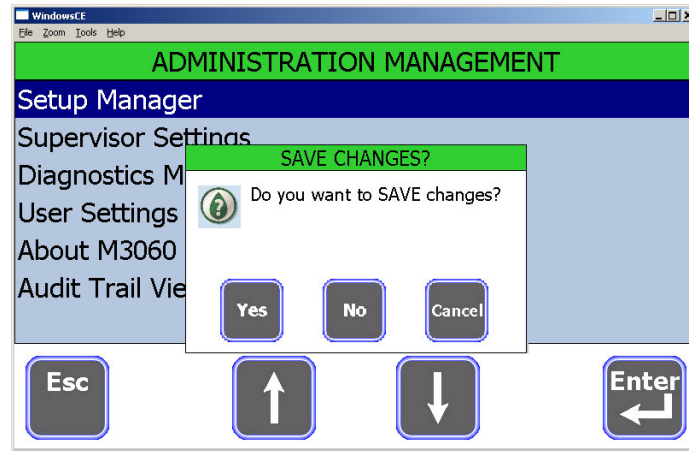 WindowsCE
File Zoom Tools Help
ADMINISTRATION MANAGEMENT
Setup Manager
Supervisor Settings
SAVE CHANGES?
Diagnostics M
Do you want to SAVE changes?
User Settings
About M3060
Audit Trail Vie
Yes
No
Cancel
Esc
Enter